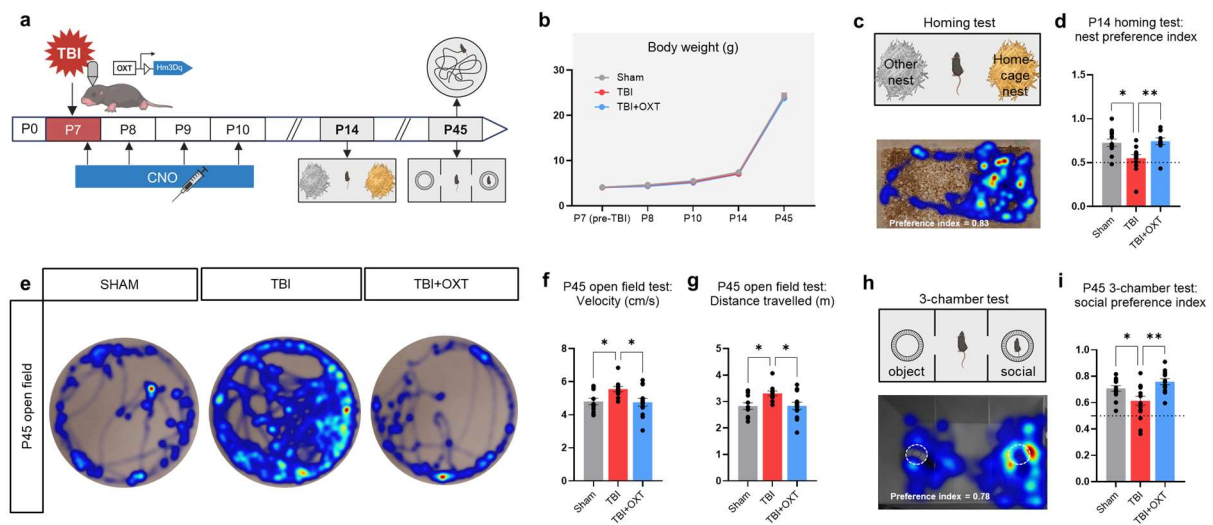 a
TBI
OXT
Hm3Dq
P0
P7
P8
P9
P10
P14
P45
CNO
b
Body weight (g)
30
20
10
0
Sham
TBI
TBI+OXT
P7 (pre-TBI)
P8
P10
P14
P45
c
Homing test
Other
nest
Home-
cage
nest
Preference index = 0.83
d
P14 homing test:
nest preference index
1.5
1.0
0.5
0.0
*
**
Sham
TBI
TBI+OXT
e
SHAM
TBI
TBI+OXT
P45 open field
f
P45 open field test:
Velocity (cm/s)
8
6
4
2
0
*
*
Sham
TBI
TBI+OXT
g
P45 open field test:
Distance travelled (m)
5
4
3
2
1
0
*
*
Sham
TBI
TBI+OXT
h
3-chamber test
object
social
Preference index = 0.78
i
P45 3-chamber test:
social preference index
1.0
0.8
0.6
0.4
0.2
0.0
*
**
Sham
TBI
TBI+OXT